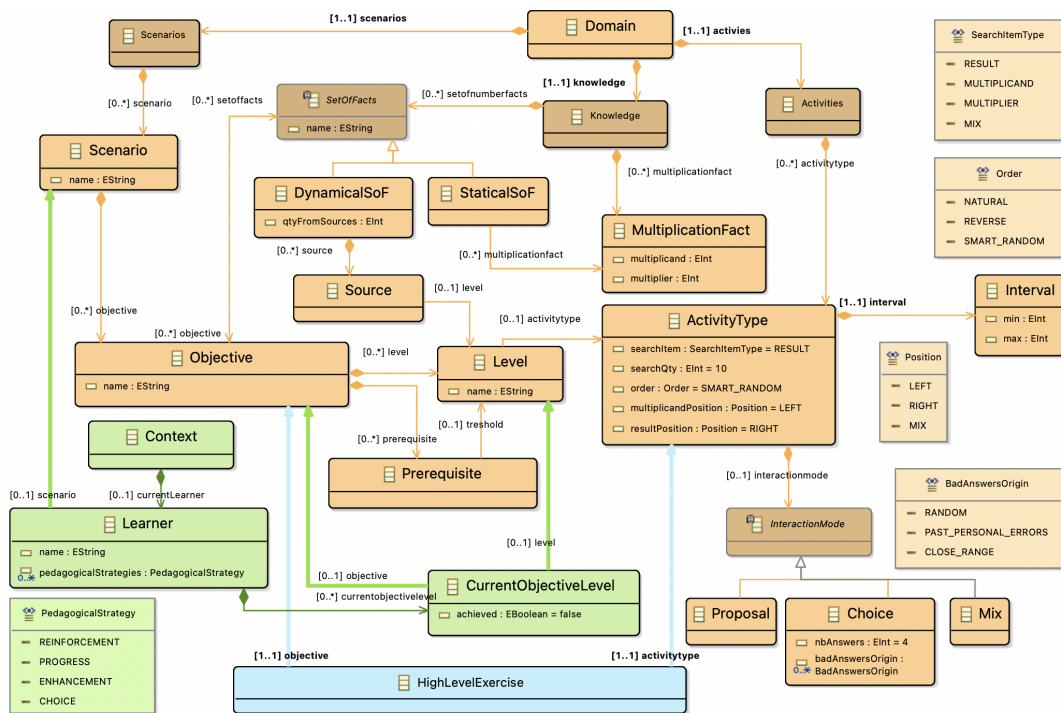 [1..1] scenarios
Scenarios
Domain
[1..1] activies
SearchItemType
RESULT
MULTIPLICAND
MULTIPLIER
MIX
[0..*] scenario
[0..*] setoffacts
SetOfFacts
name : EString
[0..*] setofnumberfacts
[1..1] knowledge
Knowledge
Activities
Scenario
name : EString
[0..*] activitytype
[0..*] multiplicationfact
Order
NATURAL
REVERSE
SMART_RANDOM
DynamicalSoF
qtyFromSources : EInt
StaticalSoF
[0..*] source
[0..*] multiplicationfact
MultiplicationFact
multiplicand : EInt
multiplier : EInt
Source
[0..1] level
[0..*] objective
[0..*] objective
[0..1] activitytype
[1..1] interval
Interval
min : EInt
max : EInt
ActivityType
searchItem : SearchItemType = RESULT
searchQty : EInt = 10
order : Order = SMART_RANDOM
multiplicandPosition : Position = LEFT
resultPosition : Position = RIGHT
Objective
name : EString
[0..*] level
Level
name : EString
Position
LEFT
RIGHT
MIX
[0..*] prerequisite
[0..1] treshold
Prerequisite
Context
[0..1] scenario
[0..1] currentLearner
[0..1] interactionmode
InteractionMode
BadAnswersOrigin
RANDOM
PAST_PERSONAL_ERRORS
CLOSE_RANGE
Learner
name : EString
pedagogicalStrategies : PedagogicalStrategy
0..*
[0..1] level
[0..1] objective
[0..*] currentobjectivelevel
CurrentObjectiveLevel
achieved : EBoolean = false
PedagogicalStrategy
REINFORCEMENT
PROGRESS
ENHANCEMENT
CHOICE
Proposal
Choice
nbAnswers : EInt = 4
badAnswersOrigin :
0..* BadAnswersOrigin
Mix
[1..1] objective
[1..1] activitytype
HighLevelExercise